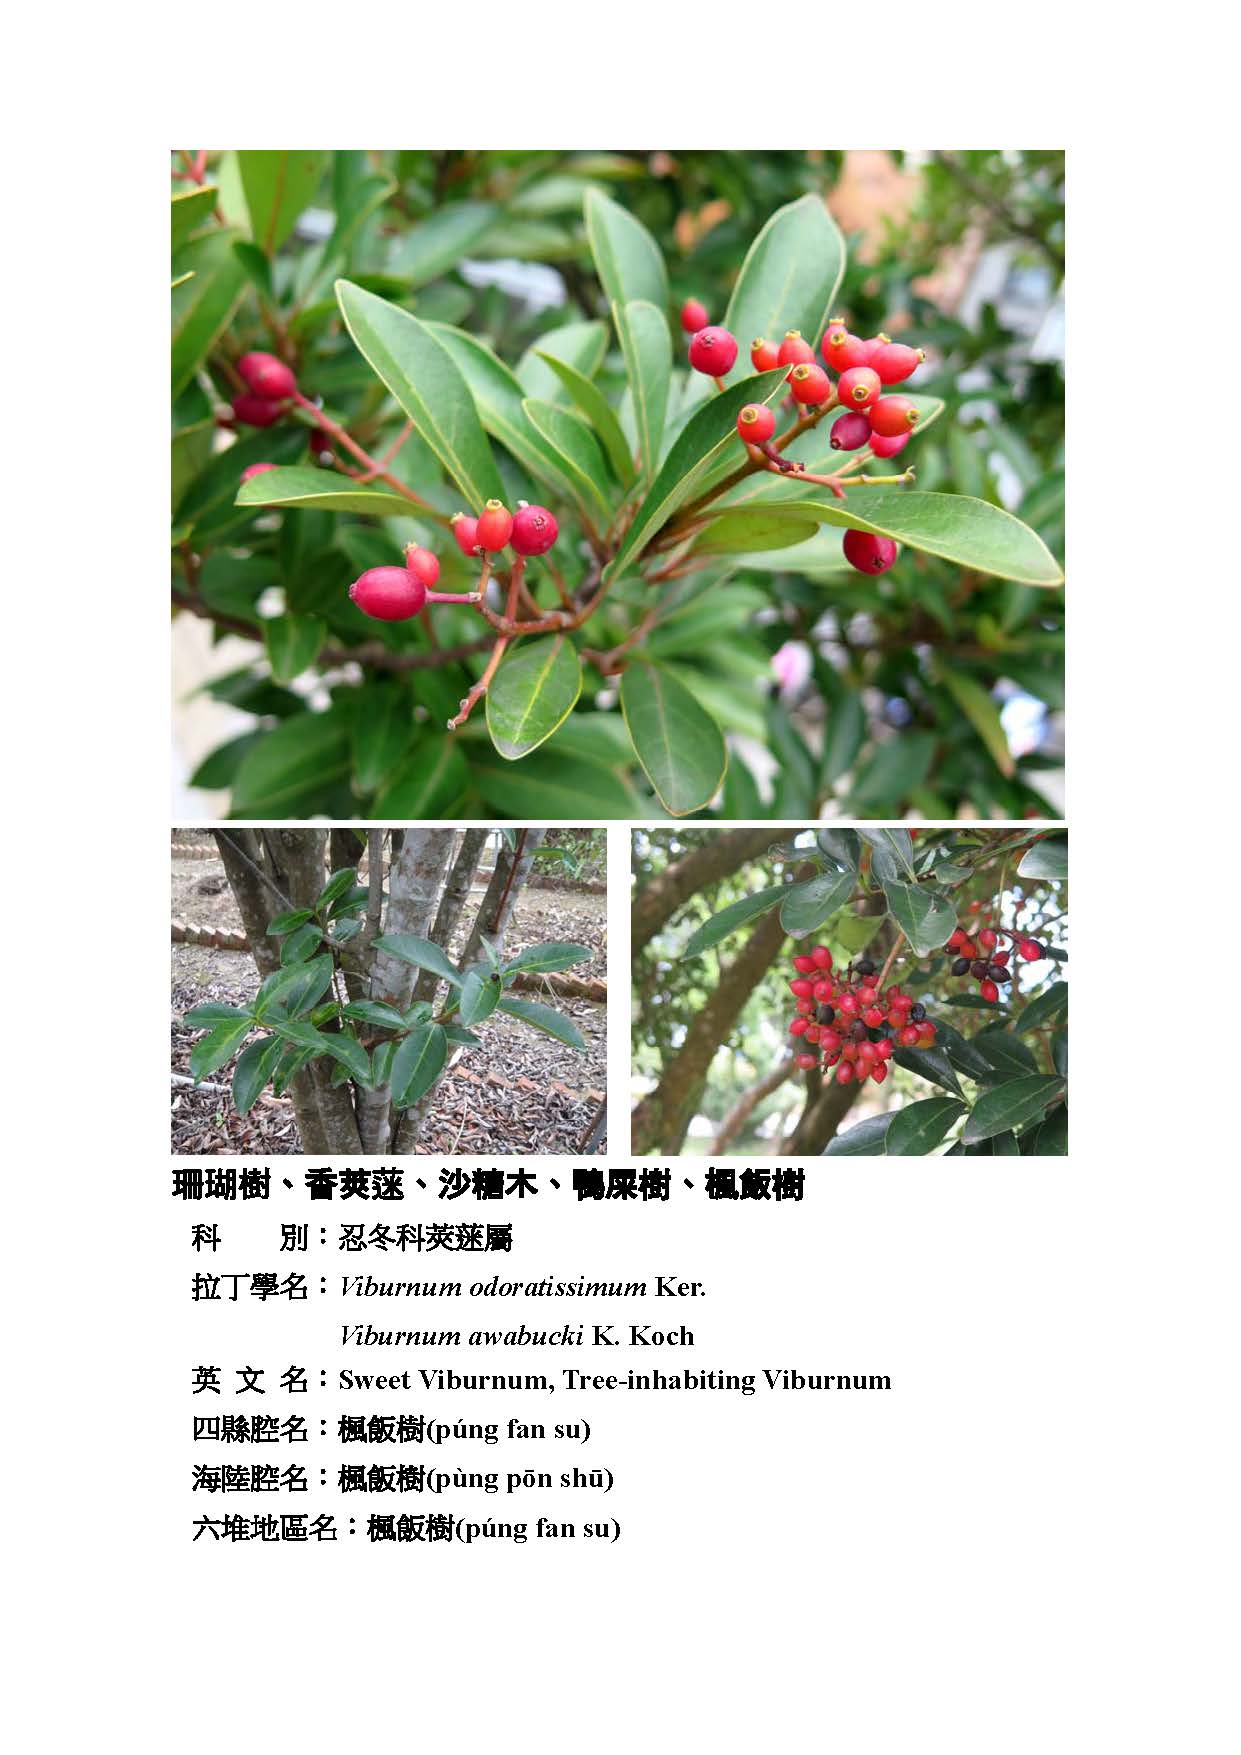 珊瑚樹、香莢蒾、沙糖木、鴨屎樹、楓飯樹
科　　別：忍冬科莢蒾屬
拉丁學名：Viburnum odoratissimum Ker.
Viburnum awabucki K. Koch
英 文 名：Sweet Viburnum, Tree-inhabiting Viburnum
四縣腔名：楓飯樹(púng fan su)
海陸腔名：楓飯樹(pùng pōn shū)
六堆地區名：楓飯樹(púng fan su)